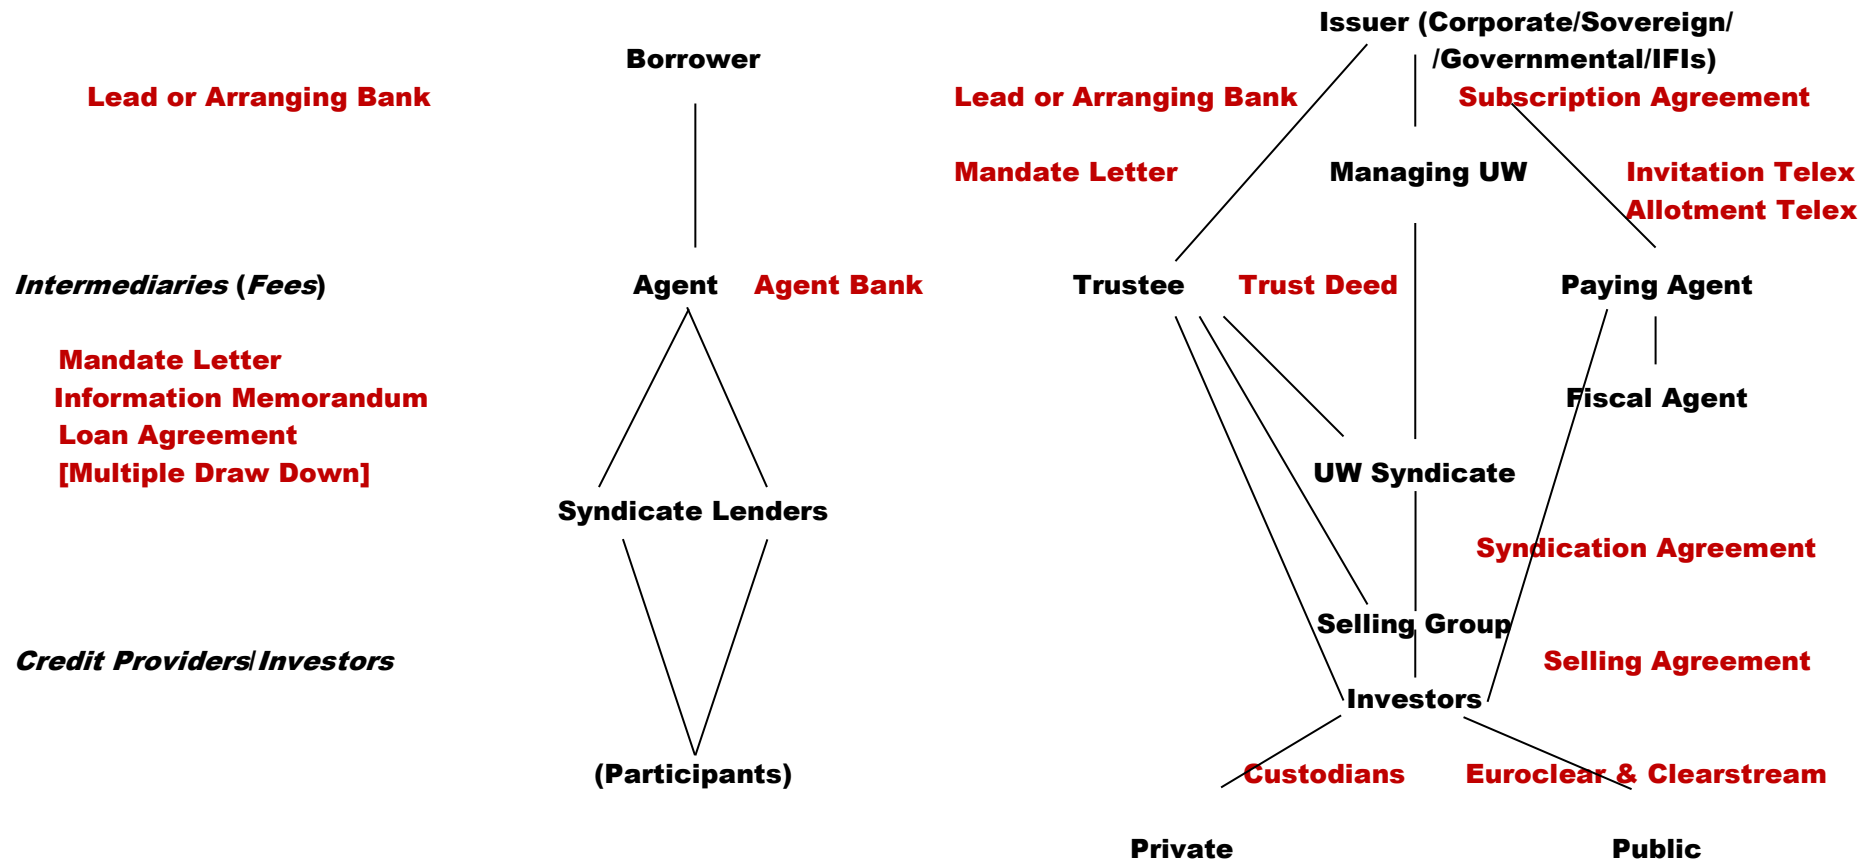 Issuer (Corporate/Sovereign/
Borrower
/Governmental/IFIs)
Lead or Arranging Bank
Lead or Arranging Bank
Subscription Agreement
Mandate Letter
Managing UW
Invitation Telex
Allotment Telex
Intermediaries (Fees)
Agent
Agent Bank
Trustee
Trust Deed
Paying Agent
Mandate Letter
Information Memorandum
Fiscal Agent
Loan Agreement
[Multiple Draw Down]
UW Syndicate
Syndicate Lenders
Syndication Agreement
Selling Group
Credit Providers/Investors
Selling Agreement
Investors
(Participants)
Custodians
Euroclear & Clearstream
Private
Public